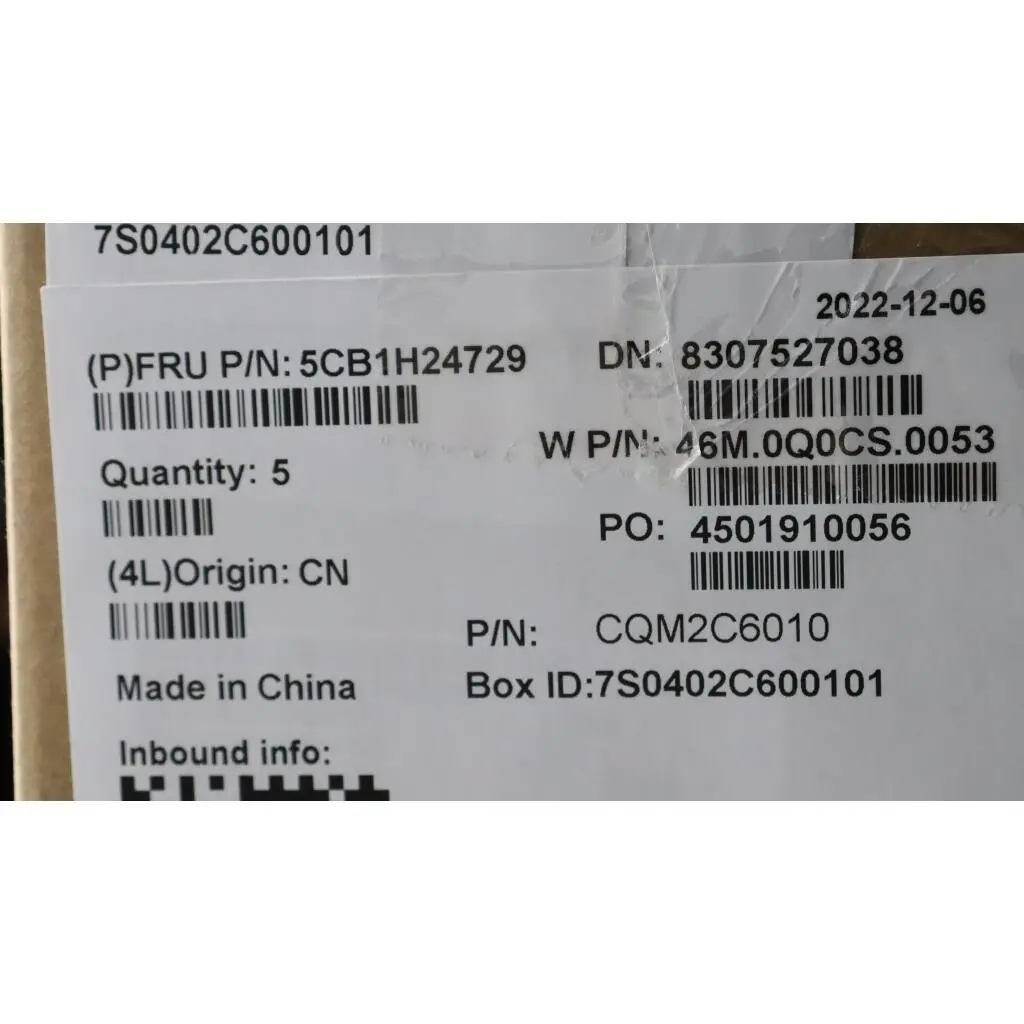 7S0402C600101
2022-12-06
(P)FRU P/N: 5CB1H24729
DN: 8307527038
W P/N: 46M.0Q0CS.0053
Quantity: 5
PO: 4501910056
(4L)Origin: CN
P/N: CQM2C6010
Made in China
Box ID:7S0402C600101
Inbound info: